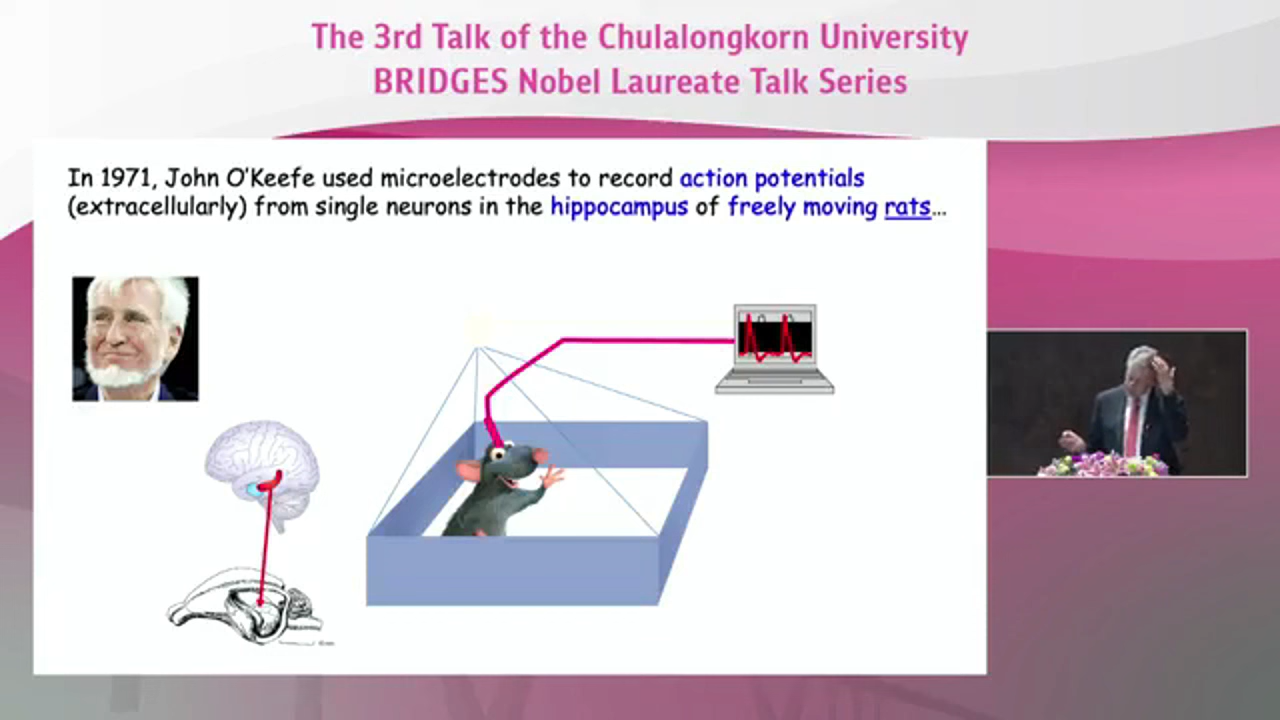 The 3rd Talk of the Chulalongkorn University
BRIDGES Nobel Laureate Talk Series
In 1971, John O'Keefe used microelectrodes to record action potentials
(extracellularly) from single neurons in the hippocampus of freely moving rats…